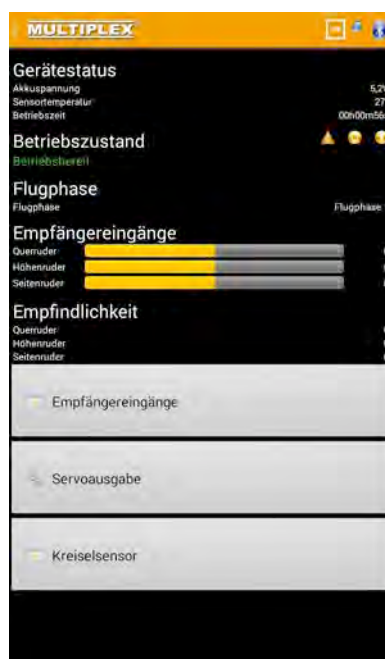 MULTIPLEX
Gerätestatus
Akkuspannung 5,2V
Sensortemperatur 27
Betriebszeit 00h00m56
Betriebszustand
Betriebsbereit
Flugphase
Flugphase Flugphase
Empfängereingänge
Querruder
Höhenruder
Seitenruder
Empfindlichkeit
Querruder
Höhenruder
Seitenruder
Empfängereingänge
Servoausgabe
Kreiselsensor